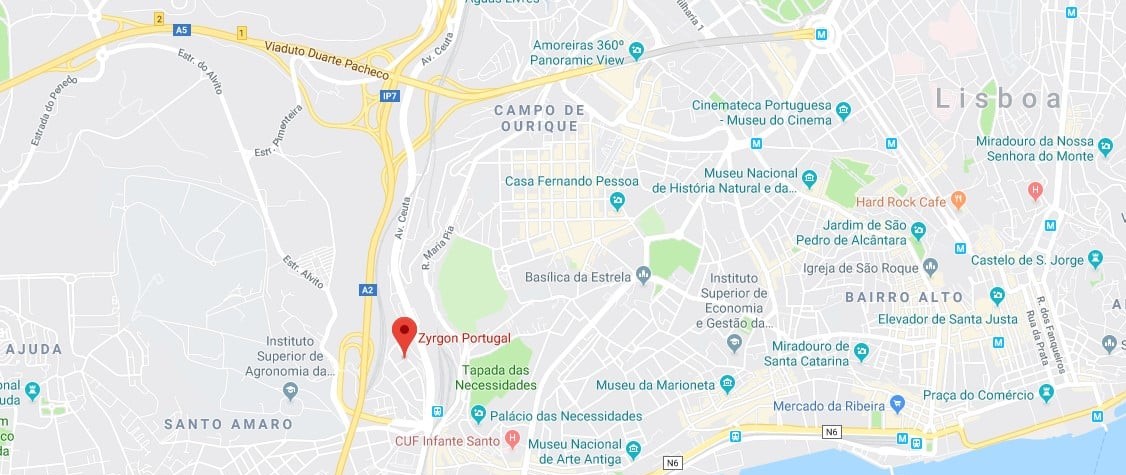 Águas Livres
Marquilharia 1
2
A5
1
Viaduto Duarte Pacheco
Av. Ceuta
Amoreiras 360º
Panoramic View
M
Estr. do Alvito
Estrada do Penedo
IP7
CAMPO DE
OURIQUE
Cinemateca Portuguesa
- Museu do Cinema
Lisboa
Estr. Pimenteira
M
M
Miradouro da Nossa
Senhora do Monte
Casa Fernando Pessoa
Museu Nacional
de História Natural e da...
Hard Rock Cafe
H
Av. Ceuta
R. Maria Pia
Jardim de São
Pedro de Alcântara
M
M
Estr. Alvito
Basílica da Estrela
Igreja de São Roque
Castelo de S. Jorge
A2
Instituto
Superior de
Economia
e Gestão da...
BAIRRO ALTO
Elevador de Santa Justa
R. dos Fanqueiros
Rua da Prata
Zyrgon Portugal
AJUDA
Instituto
Superior de
Agronomia da...
Miradouro de
Santa Catarina
M
Tapada das
Necessidades
Museu da Marioneta
Praça do Comércio
Mercado da Ribeira
SANTO AMARO
Palácio das Necessidades
M
CUF Infante Santo
H
Museu Nacional
de Arte Antiga
N6
M
N6